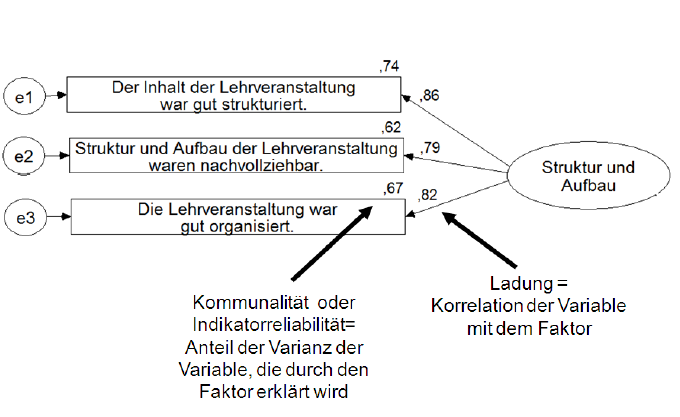 ,74
e1
Der Inhalt der Lehrveranstaltung
war gut strukturiert.
,86
,62
e2
Struktur und Aufbau der Lehrveranstaltung
waren nachvollziehbar.
,79
Struktur und
Aufbau
,67
e3
Die Lehrveranstaltung war
gut organisiert.
,82
Kommunalität oder
Indikatorreliabilität=
Anteil der Varianz der
Variable, die durch den
Faktor erklärt wird
Ladung =
Korrelation der Variable
mit dem Faktor